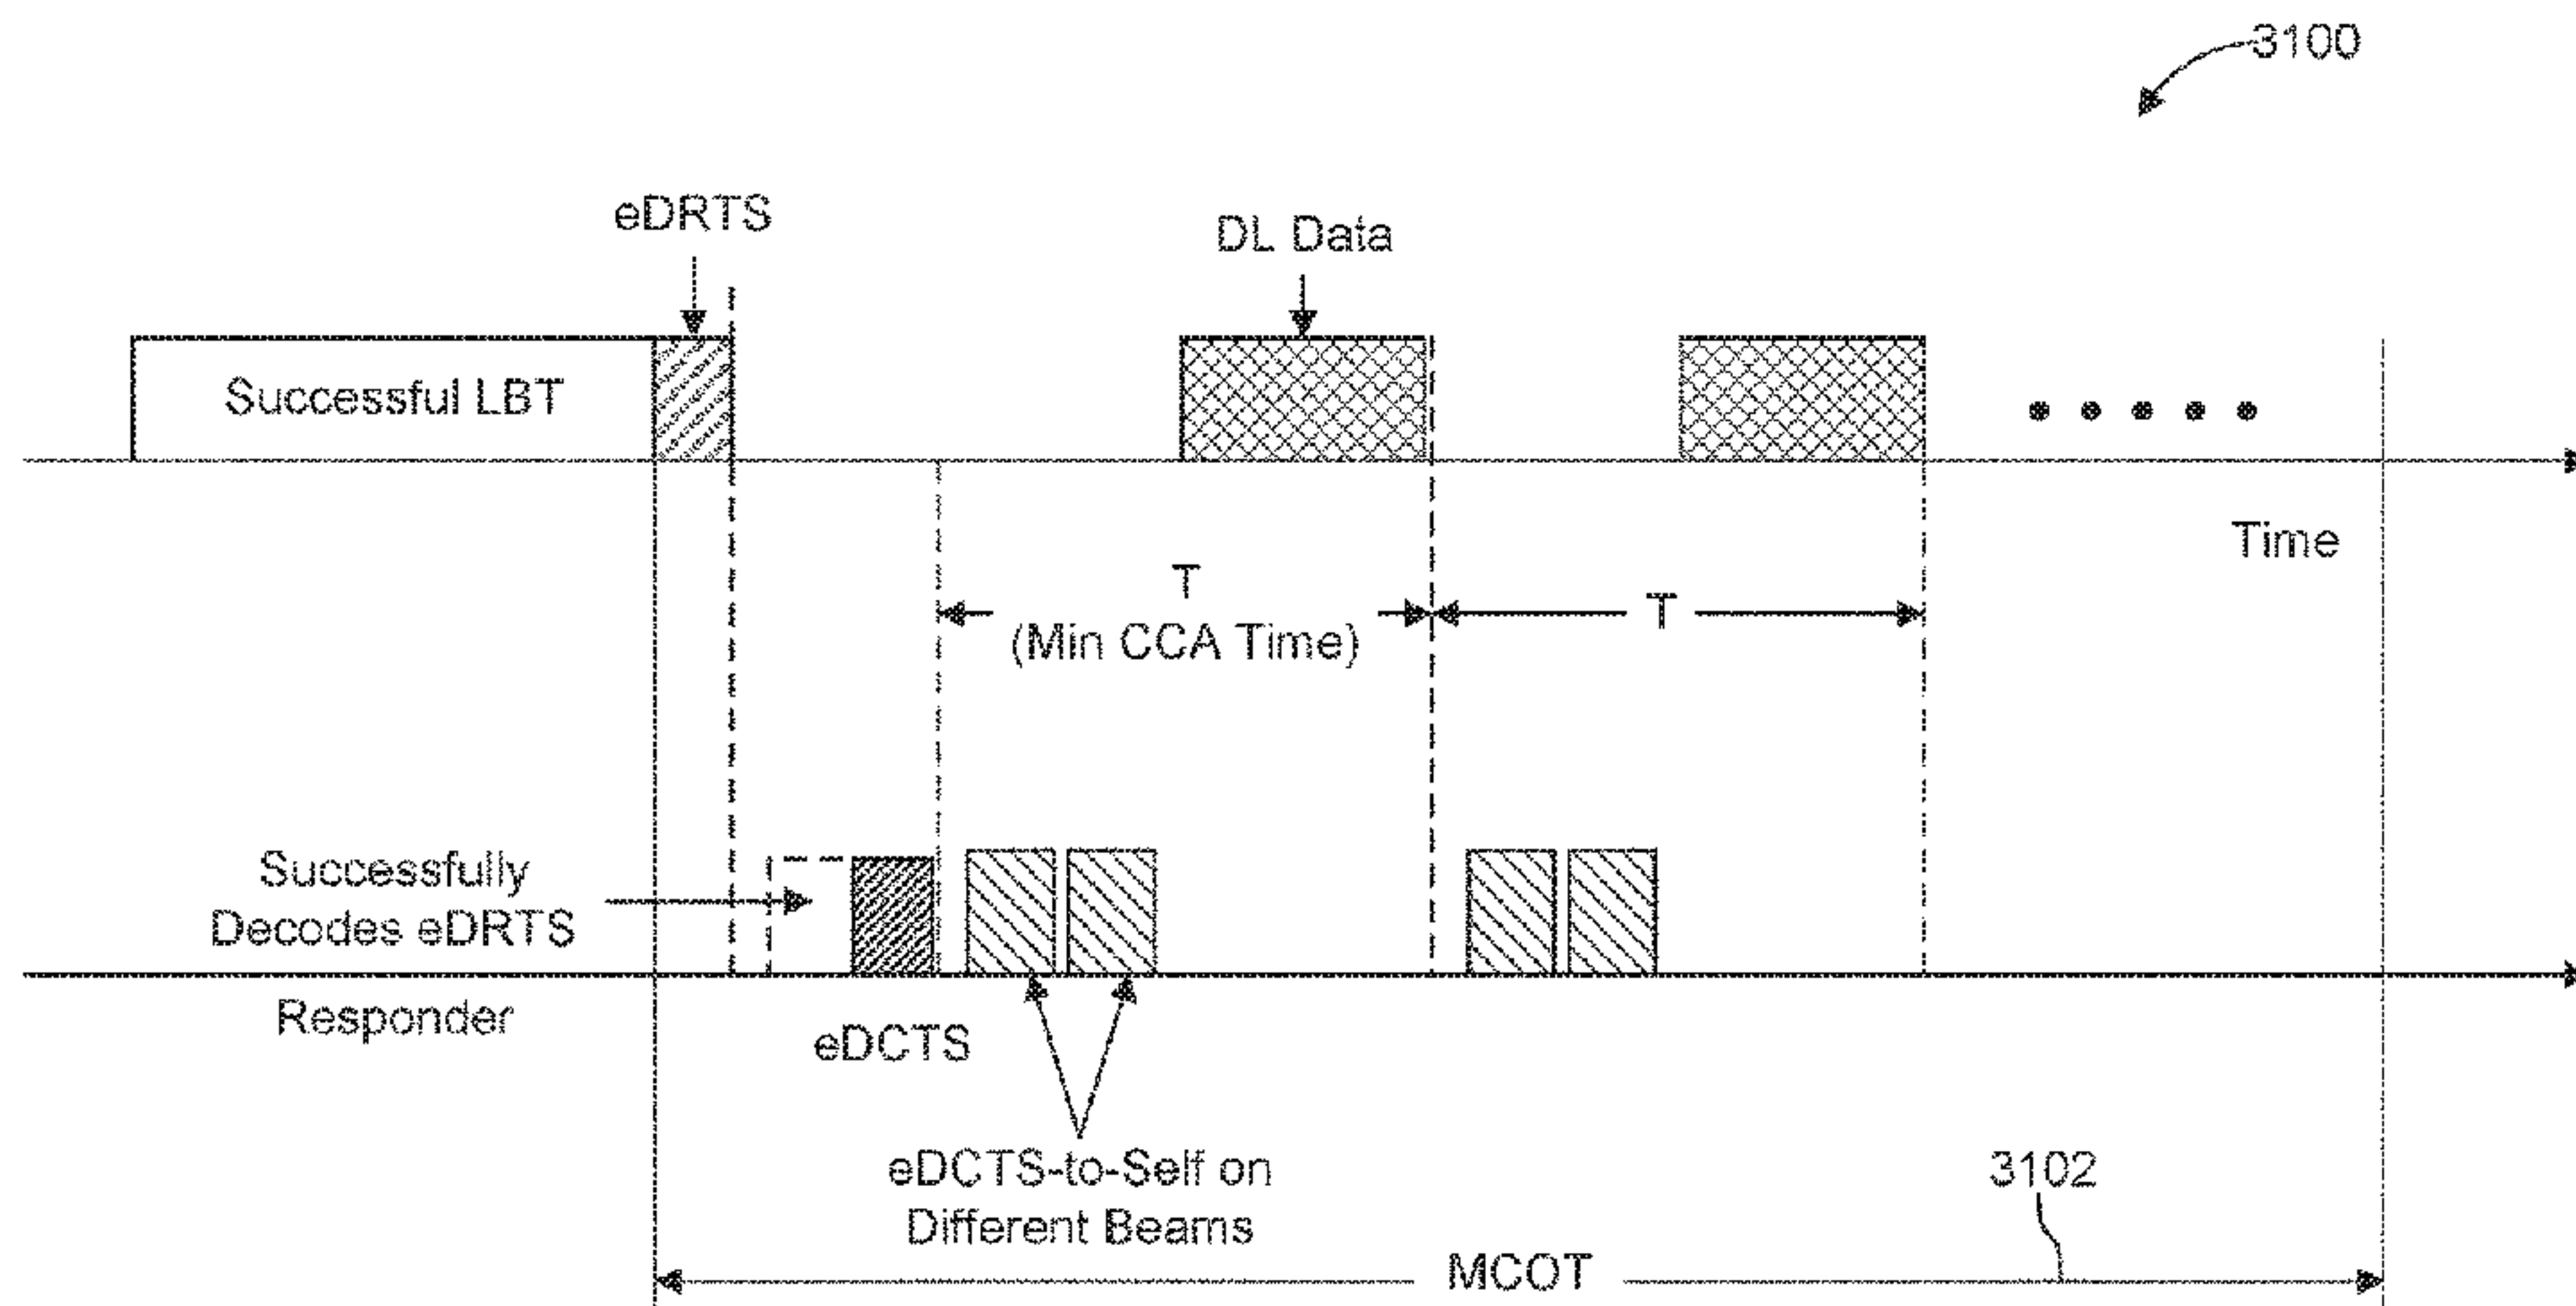 3100
eDRTS
DL Data
Successful LBT
Time
T
(Min CCA Time)
T
Successfully
Decodes eDRTS
Responder
eDCTS
eDCTS-to-Self on
Different Beams
3102
MCOT